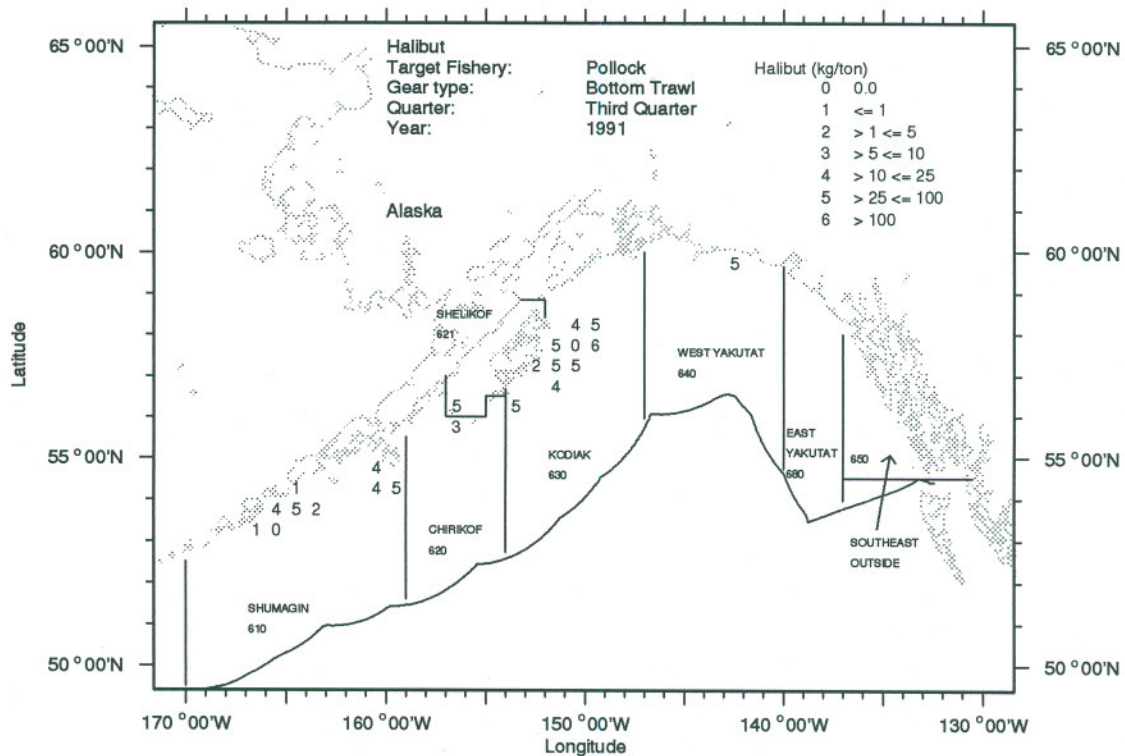 65 °00'N
65 °00'N
Halibut
Target Fishery: Pollock
Gear type: Bottom Trawl
Quarter: Third Quarter
Year: 1991
Halibut (kg/ton)
0 0.0
1 <= 1
2 > 1 <= 5
3 > 5 <= 10
4 > 10 <= 25
5 > 25 <= 100
6 > 100
Alaska
60 °00'N
60 °00'N
5
SHELIKOF
621
4 5
5 0 6
2 5 5
4
WEST YAKUTAT
640
5 5
3
Latitude
EAST
YAKUTAT
680
650
KODIAK
630
55 °00'N
55 °00'N
4
4 5
1
4 5 2
1 0
CHIRIKOF
620
SOUTHEAST
OUTSIDE
SHUMAGIN
610
50 °00'N
50 °00'N
170 °00'W 160 °00'W 150 °00'W 140 °00'W 130 °00'W
Longitude